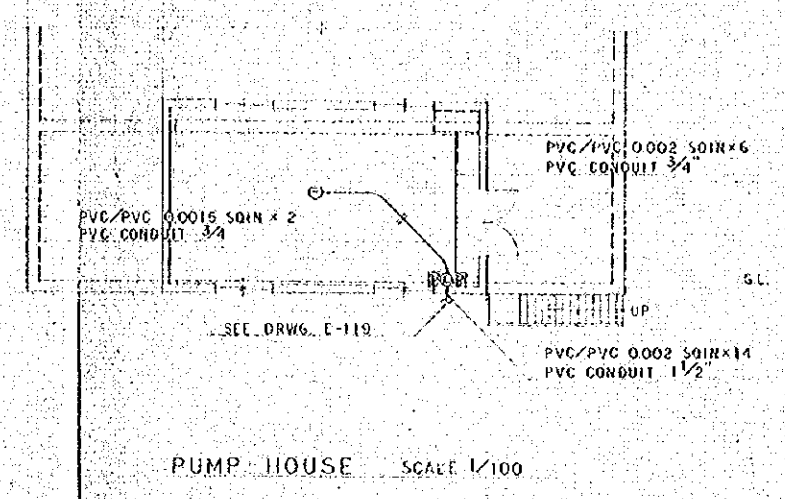 PVC/PVC 0.002 SQIN×6
PVC CONDUIT 3/4"
PVC/PVC 0.0015 SQIN × 2
PVC CONDUIT 3/4
G.L.
SEE DRWG. E-119
UP
PVC/PVC 0.002 SQIN×14
PVC CONDUIT 1 1/2"
PUMP HOUSE SCALE 1/100